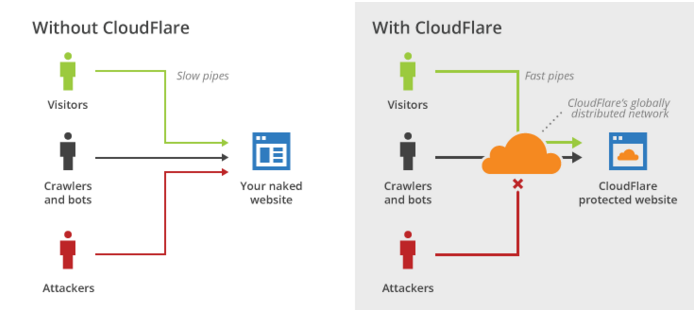 Without CloudFlare
Slow pipes
Visitors
Crawlers
and bots
Your naked
website
Attackers
With CloudFlare
Fast pipes
CloudFlare's globally
distributed network
Visitors
Crawlers
and bots
CloudFlare
protected website
Attackers